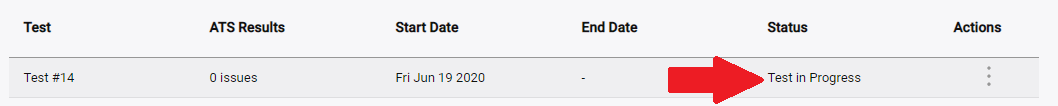 Test ATS Results Start Date End Date Status Actions
Test #14 0 issues Fri Jun 19 2020 - Test in Progress